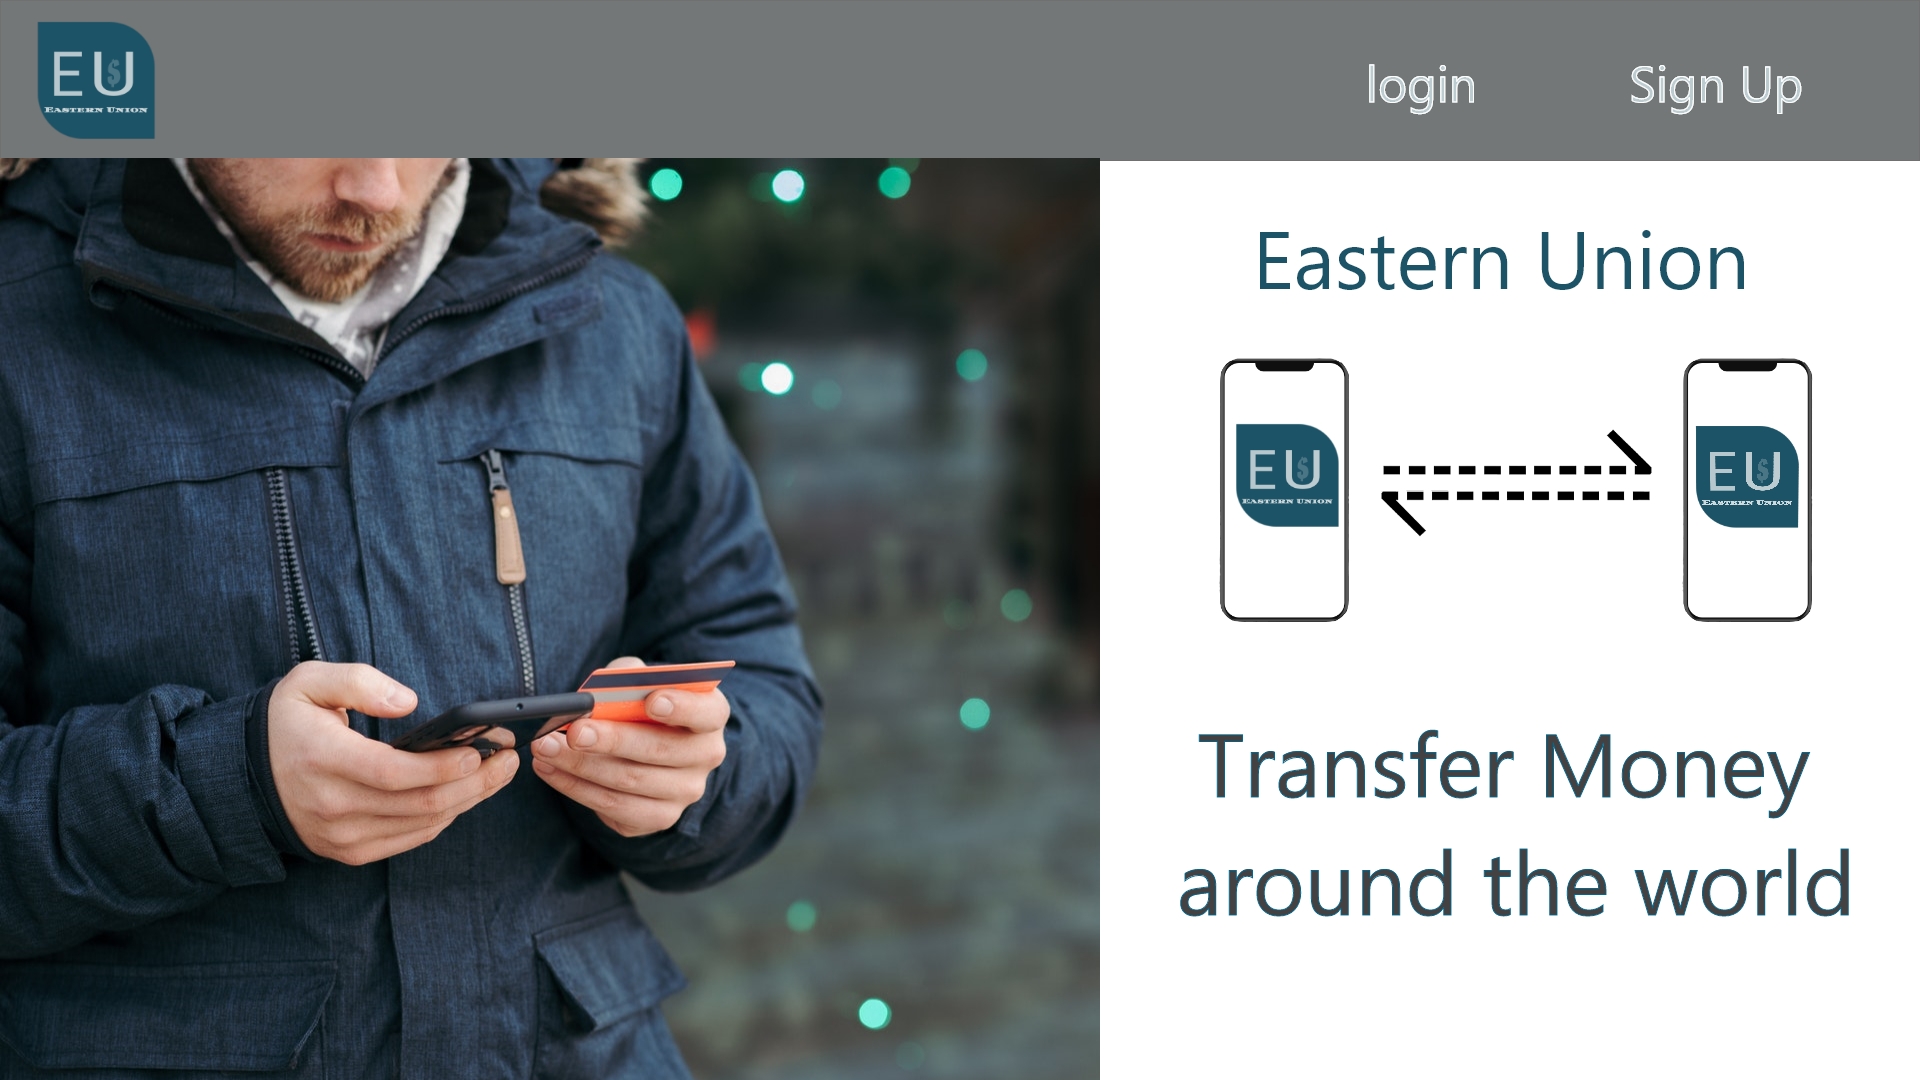 EU
EASTERN UNION
login
Sign Up
Eastern Union
EU
EASTERN UNION
EU
EASTERN UNION
Transfer Money
around the world